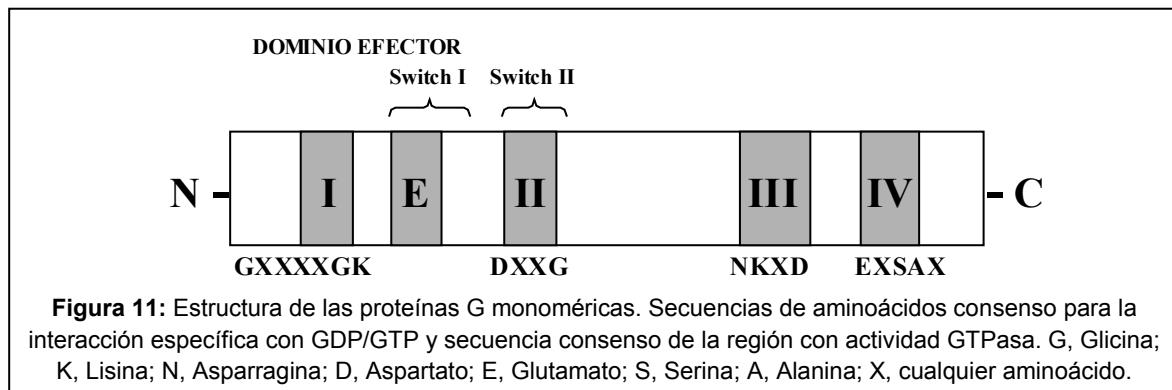 DOMINIO EFECTOR
Switch I Switch II
N I E II III IV C
GXXXXGK DXXG NKXD EXSAX
Figura 11: Estructura de las proteínas G monoméricas. Secuencias de aminoácidos consenso para la
interacción específica con GDP/GTP y secuencia consenso de la región con actividad GTPasa. G, Glicina;
K, Lisina; N, Asparragina; D, Aspartato; E, Glutamato; S, Serina; A, Alanina; X, cualquier aminoácido.